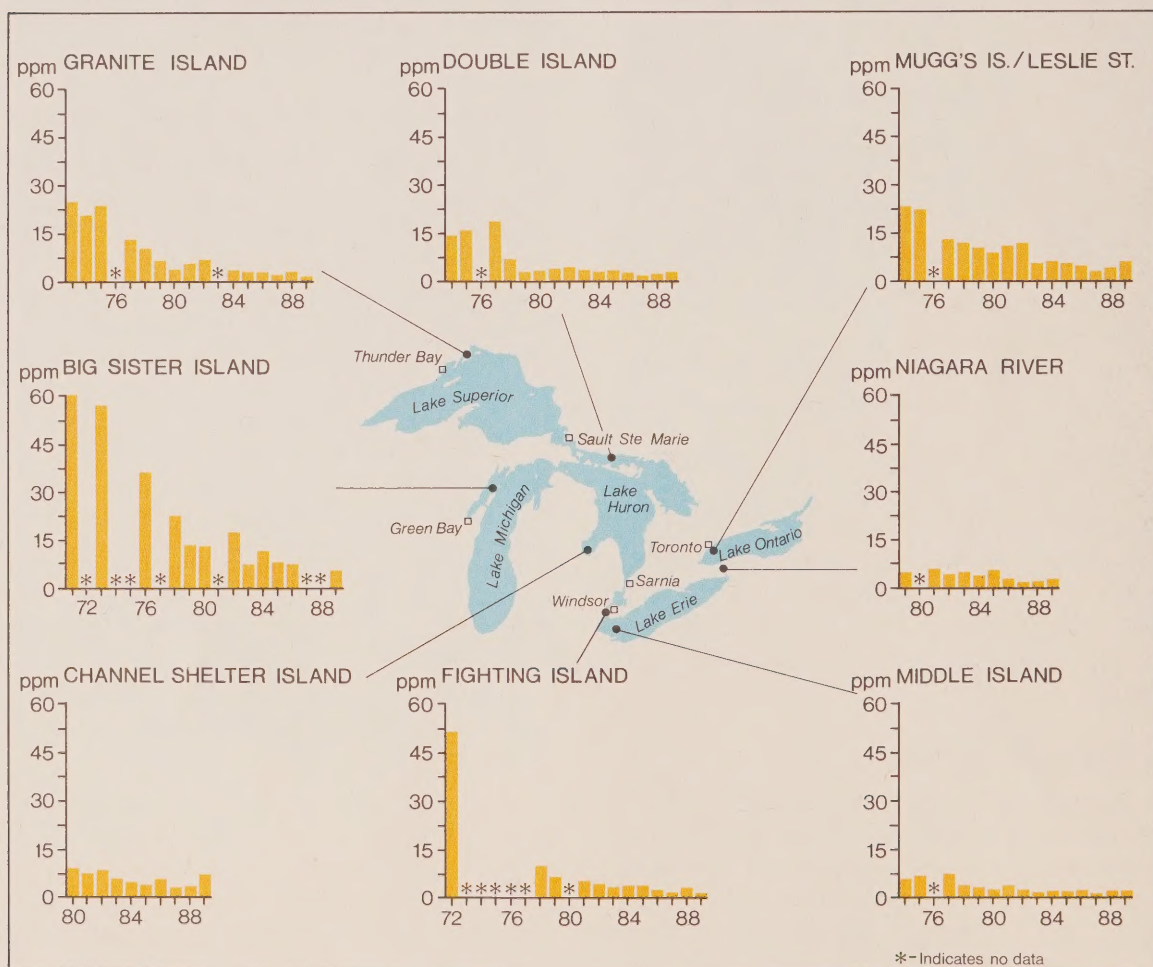 GRANITE ISLAND
ppm
60
45
30
15
0
*
*
76 80 84 88
DOUBLE ISLAND
ppm
60
45
30
15
0
*
76 80 84 88
MUGG'S IS./LESLIE ST.
ppm
60
45
30
15
0
*
76 80 84 88
BIG SISTER ISLAND
ppm
60
45
30
15
0
* * * * * * *
72 76 80 84 88
Thunder Bay
Lake Superior
Sault Ste Marie
Lake Huron
Lake Michigan
Green Bay
Toronto
Lake Ontario
Sarnia
Windsor
Lake Erie
NIAGARA RIVER
ppm
60
45
30
15
0
*
80 84 88
CHANNEL SHELTER ISLAND
60
45
30
15
0
80 84 88
FIGHTING ISLAND
ppm
60
45
30
15
0
* * * * * *
72 76 80 84 88
MIDDLE ISLAND
ppm
60
45
30
15
0
*
76 80 84 88
*-Indicates no data